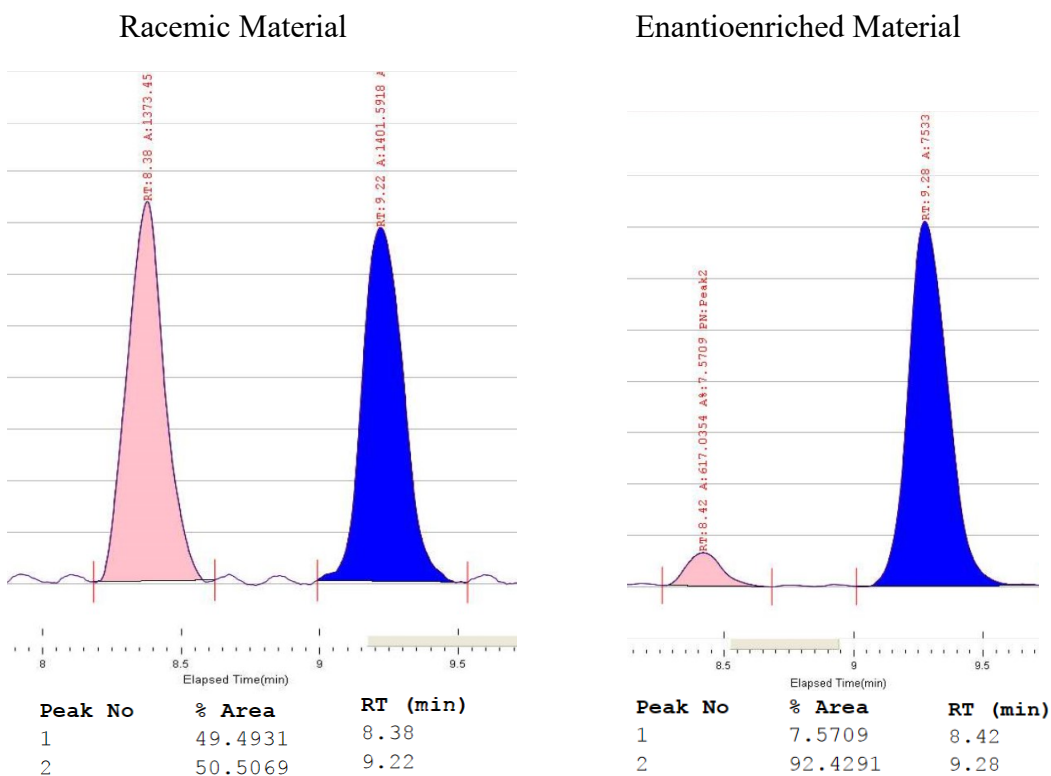 Racemic Material
RT:8.38 A:1373.45
RT:9.22 A:1401.5918 A
8
8.5
9
9.5
Elapsed Time(min)
Peak No % Area RT (min)
1 49.4931 8.38
2 50.5069 9.22
Enantioenriched Material
RT:8.42 A:617.0354 A%:7.5709 PN:Peak2
RT:9.28 A:7533
8.5
9
9.5
Elapsed Time(min)
Peak No % Area RT (min)
1 7.5709 8.42
2 92.4291 9.28